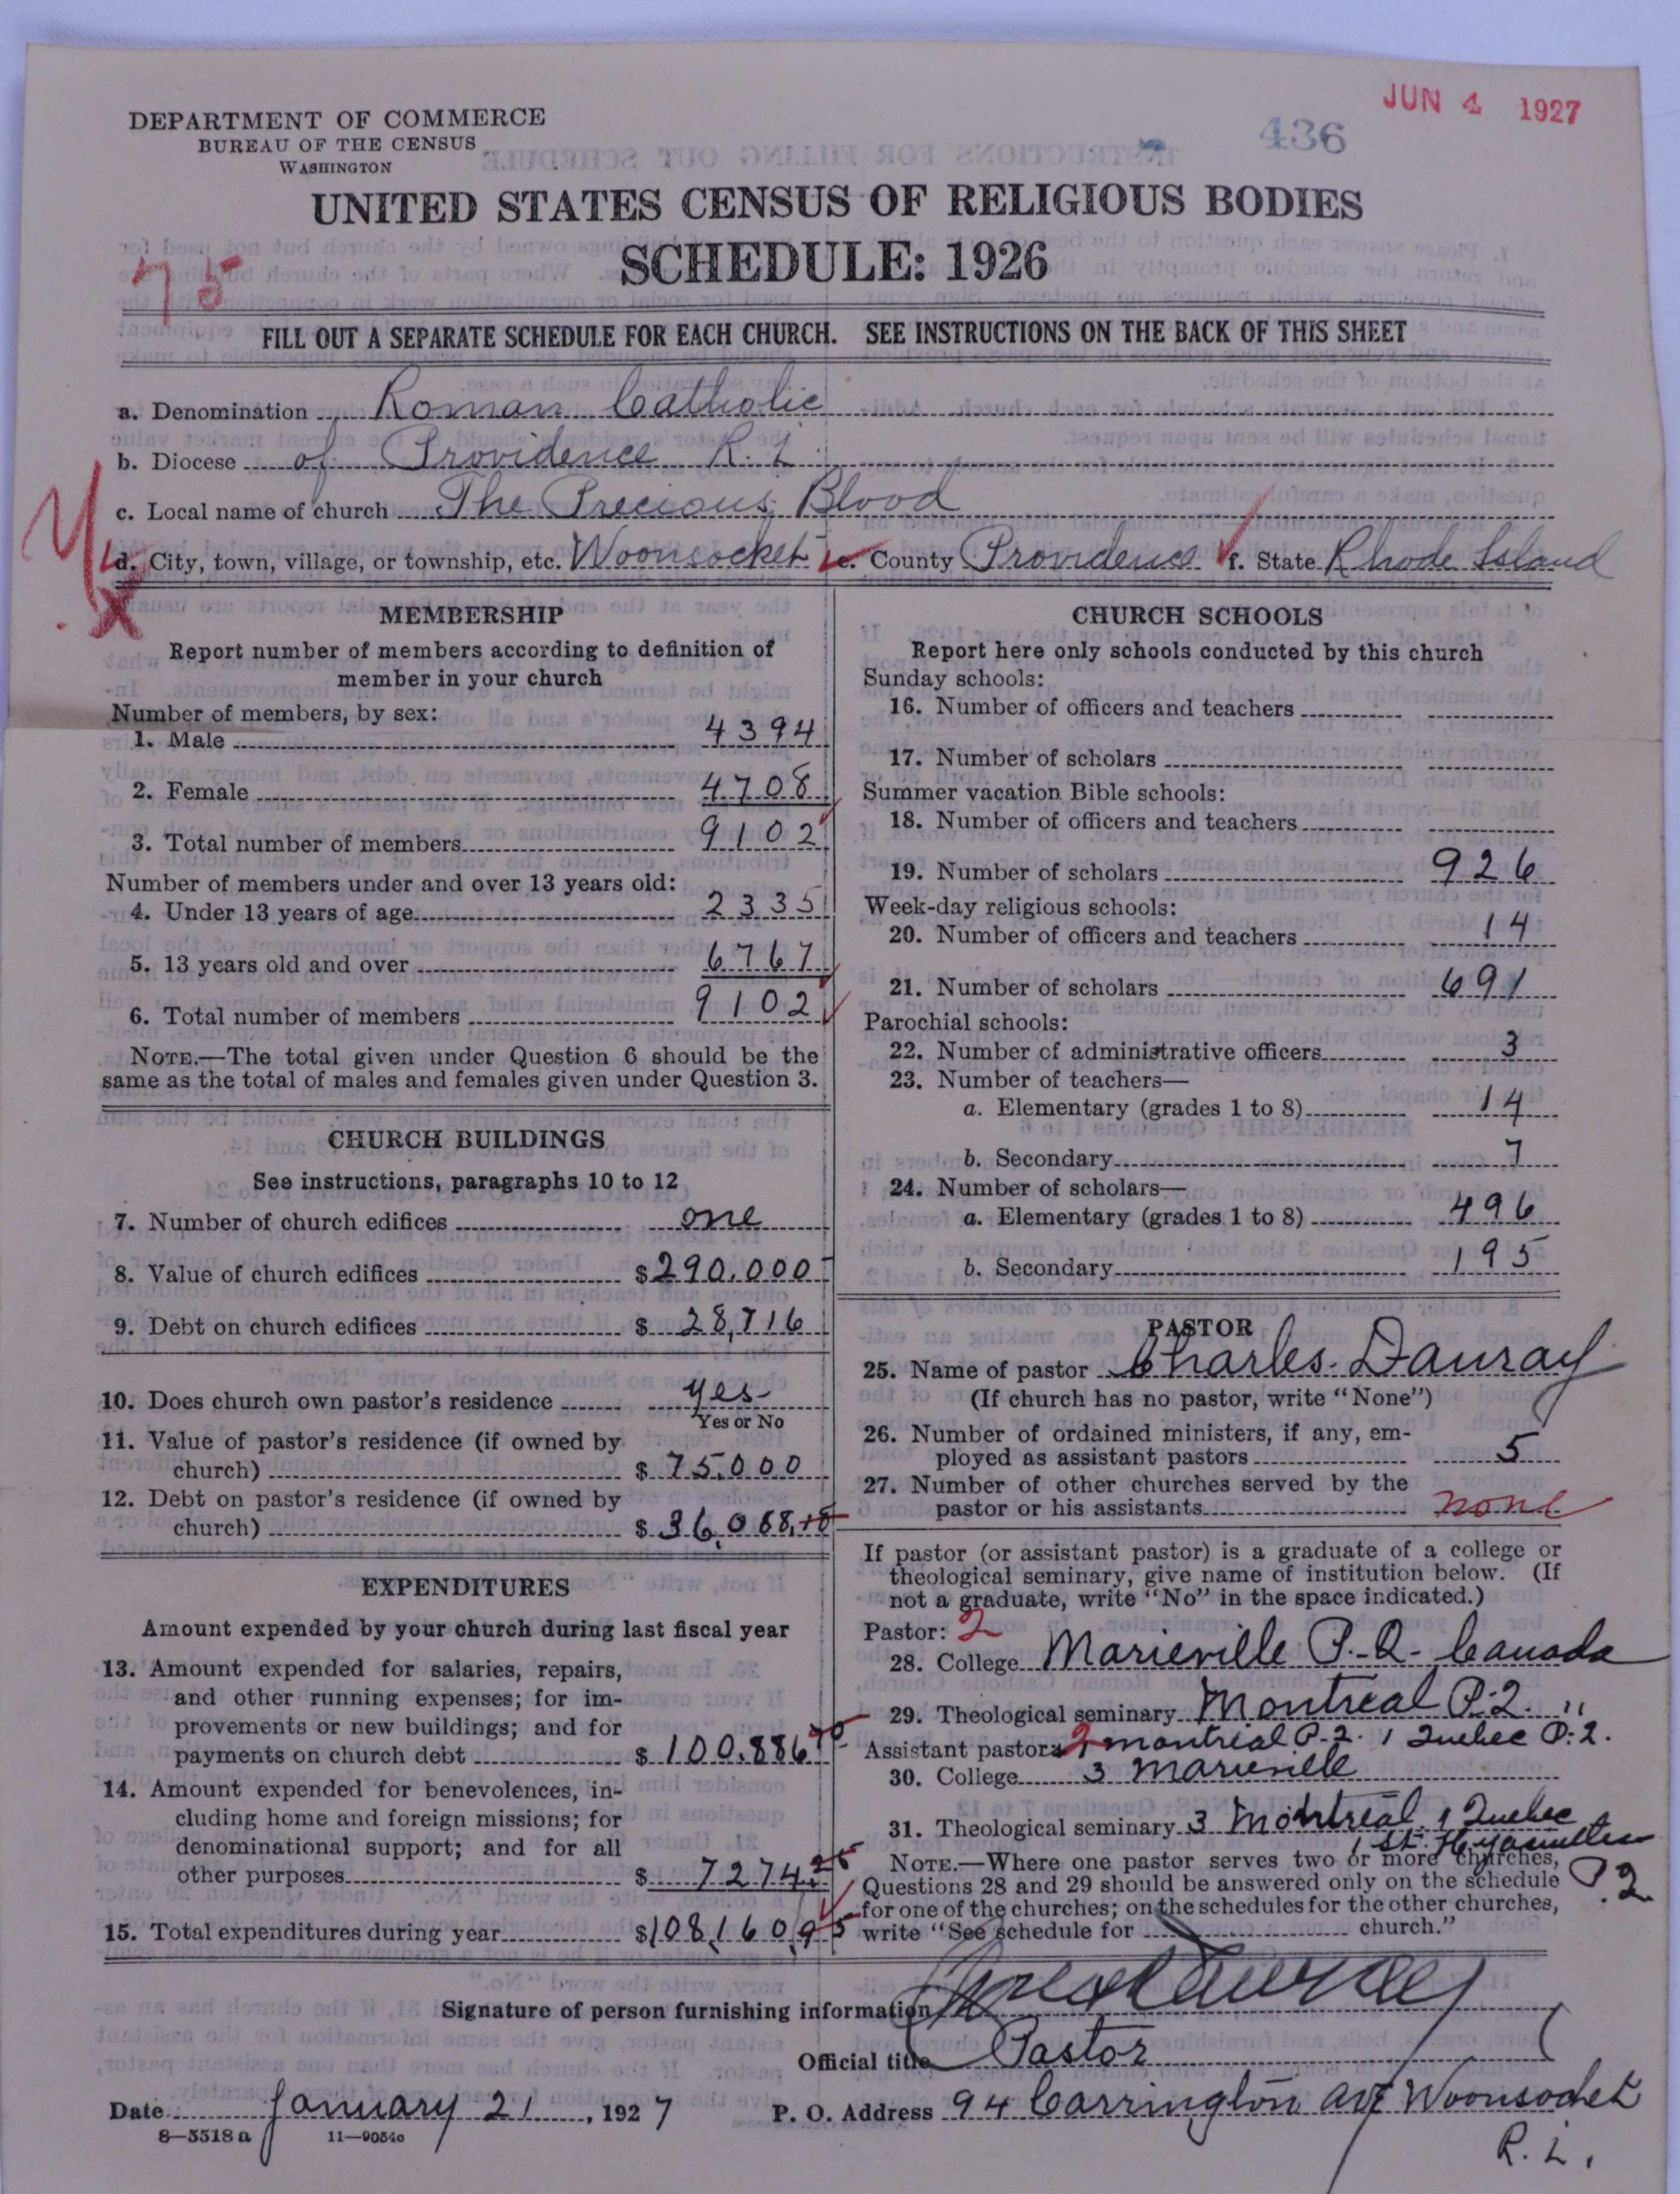 JUN 4 1927
436
DEPARTMENT OF COMMERCE
BUREAU OF THE CENSUS
WASHINGTON
UNITED STATES CENSUS OF RELIGIOUS BODIES
SCHEDULE: 1926
75
FILL OUT A SEPARATE SCHEDULE FOR EACH CHURCH. SEE INSTRUCTIONS ON THE BACK OF THIS SHEET
a. Denomination Roman Catholic
b. Diocese of Providence R. I.
c. Local name of church The Precious Blood
d. City, town, village, or township, etc. Woonsocket e. County Providence f. State Rhode Island
MEMBERSHIP
Report number of members according to definition of
member in your church
Number of members, by sex:
1. Male 4394
2. Female 4708
3. Total number of members 9102
Number of members under and over 13 years old:
4. Under 13 years of age 2335
5. 13 years old and over 6767
6. Total number of members 9102
NOTE.—The total given under Question 6 should be the
same as the total of males and females given under Question 3.
CHURCH BUILDINGS
See instructions, paragraphs 10 to 12
7. Number of church edifices one
8. Value of church edifices $290,000
9. Debt on church edifices $28,716
10. Does church own pastor's residence yes
Yes or No
11. Value of pastor's residence (if owned by
church) $75,000
12. Debt on pastor's residence (if owned by
church) $36,068,18
EXPENDITURES
Amount expended by your church during last fiscal year
13. Amount expended for salaries, repairs,
and other running expenses; for im-
provements or new buildings; and for
payments on church debt $100,886 70
14. Amount expended for benevolences, in-
cluding home and foreign missions; for
denominational support; and for all
other purposes $7274.25
15. Total expenditures during year $108,160,95
CHURCH SCHOOLS
Report here only schools conducted by this church
Sunday schools:
16. Number of officers and teachers
17. Number of scholars
Summer vacation Bible schools:
18. Number of officers and teachers
19. Number of scholars 926
Week-day religious schools:
20. Number of officers and teachers 14
21. Number of scholars 691
Parochial schools:
22. Number of administrative officers 3
23. Number of teachers—
a. Elementary (grades 1 to 8) 14
b. Secondary 7
24. Number of scholars—
a. Elementary (grades 1 to 8) 496
b. Secondary 195
PASTOR
25. Name of pastor Charles Dauray
(If church has no pastor, write "None")
26. Number of ordained ministers, if any, em-
ployed as assistant pastors 5
27. Number of other churches served by the
pastor or his assistants none
If pastor (or assistant pastor) is a graduate of a college or
theological seminary, give name of institution below. (If
not a graduate, write "No" in the space indicated.)
Pastor: 2
28. College Marieville P.Q. Canada
29. Theological seminary Montreal P.Q. "
Assistant pastor: 2 montreal P.Q. 1 Quebec P.Q.
30. College 3 Marieville
31. Theological seminary 3 Montreal, 1 Quebec
1 St. Hyacinthe
P.Q.
NOTE.—Where one pastor serves two or more churches,
Questions 28 and 29 should be answered only on the schedule
for one of the churches; on the schedules for the other churches,
write "See schedule for church."
Signature of person furnishing information Dauray
Official title Pastor
Date January 21, 1927 P. O. Address 94 Carrington Ave Woonsocket
R. I.
8—5518 a 11—9054c